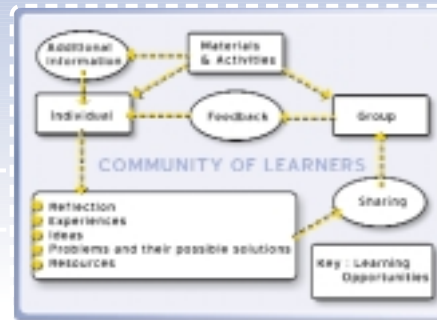 Additional
Information
Materials
& Activities
Individual
Feedback
Group
COMMUNITY OF LEARNERS
Reflection
Experiences
Ideas
Problems and their possible solutions
Resources
Sharing
Key : Learning
Opportunities